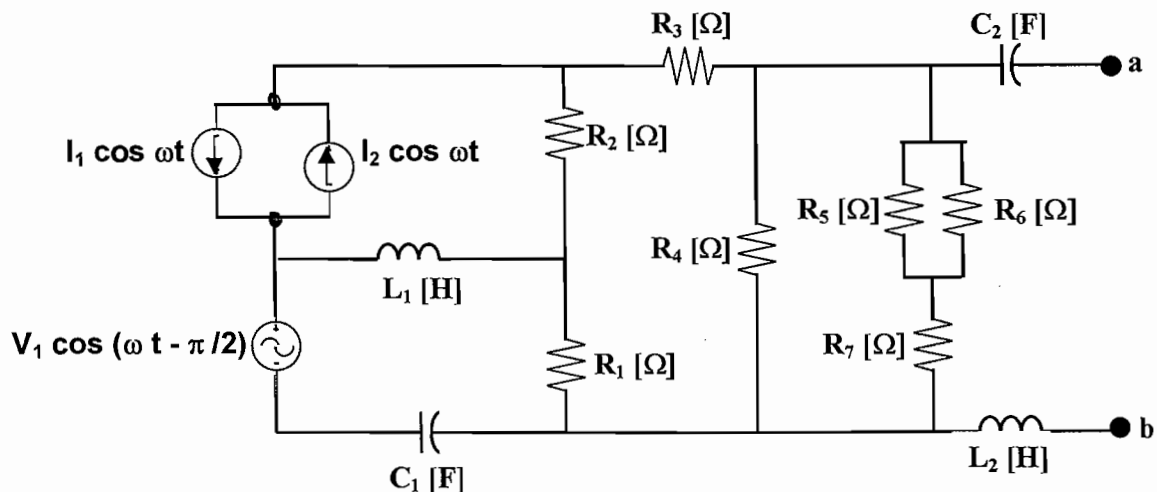 R₃ [Ω]
C₂ [F]
a
I₁ cos ωt
I₂ cos ωt
R₂ [Ω]
R₅ [Ω]
R₆ [Ω]
R₄ [Ω]
L₁ [H]
V₁ cos (ω t - π /2)
+
-
R₁ [Ω]
R₇ [Ω]
b
C₁ [F]
L₂ [H]